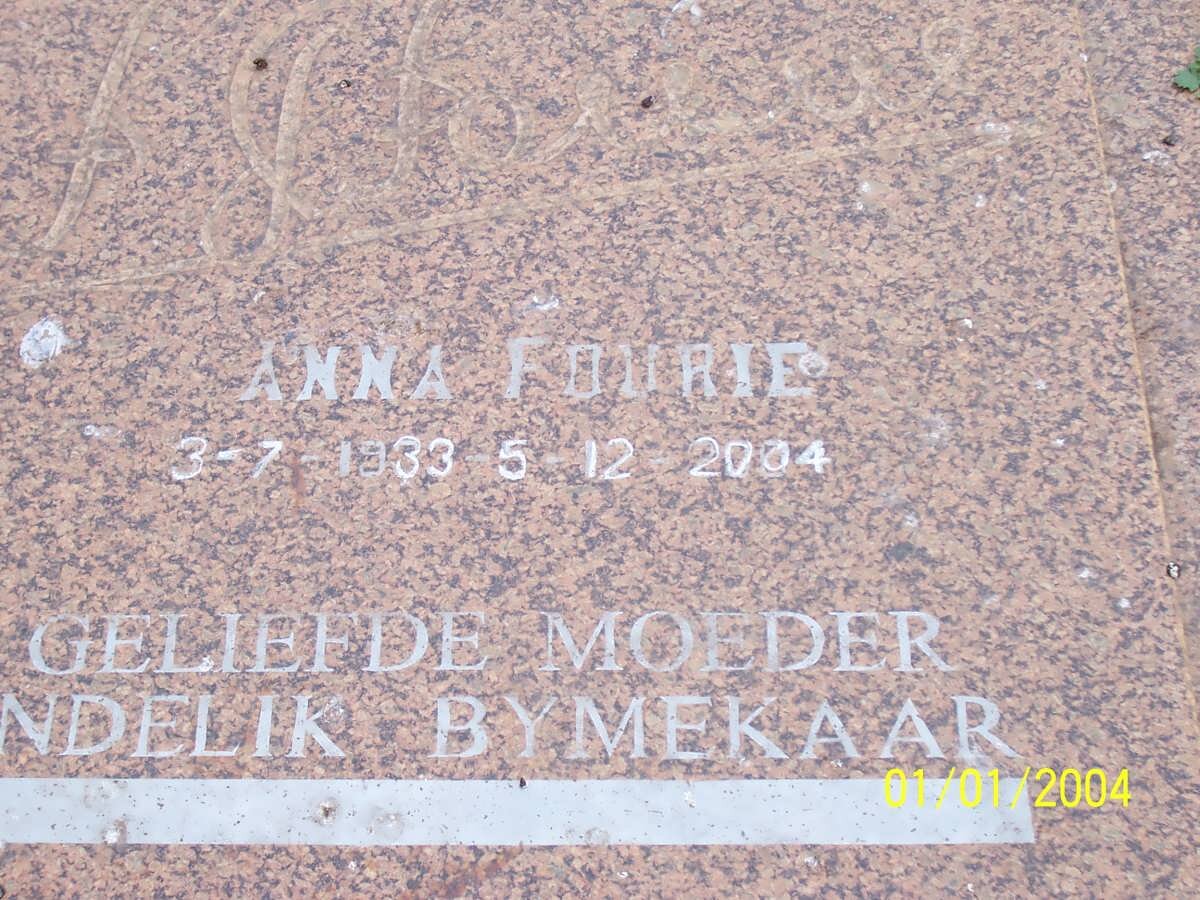 ANNA FOURIE
3-7-1933-5-12-2004
GELIEFDE MOEDER
NDELIK BYMEKAAR
01/01/2004